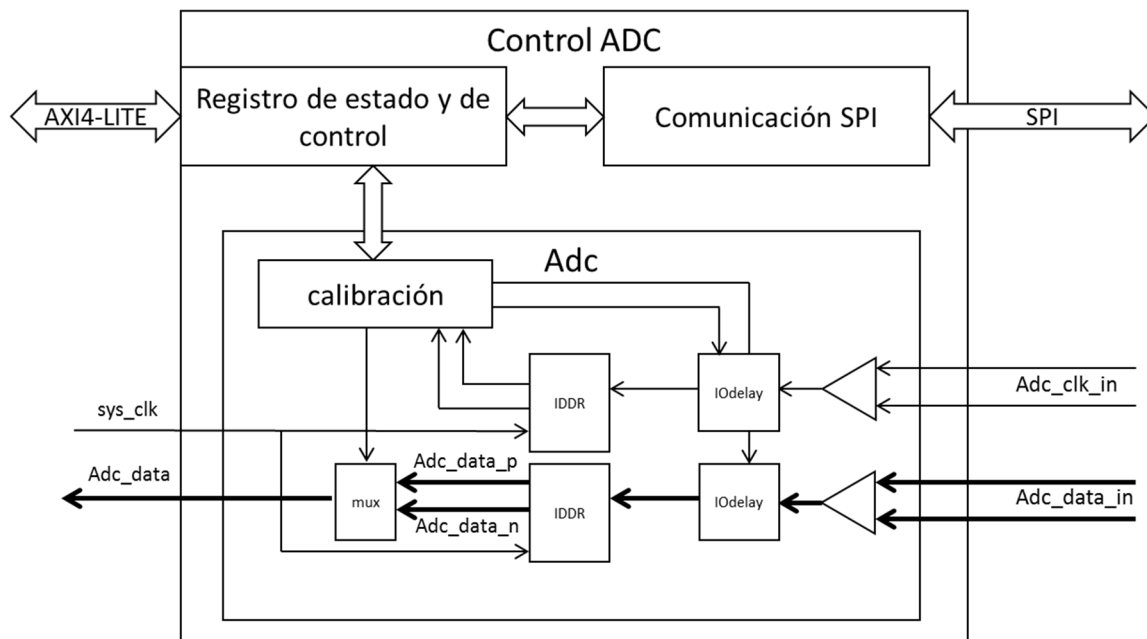 Control ADC
AXI4-LITE
Registro de estado y de
control
Comunicación SPI
SPI
Adc
calibración
IDDR
IOdelay
Adc_clk_in
sys_clk
Adc_data
mux
Adc_data_p
Adc_data_n
IDDR
IOdelay
Adc_data_in